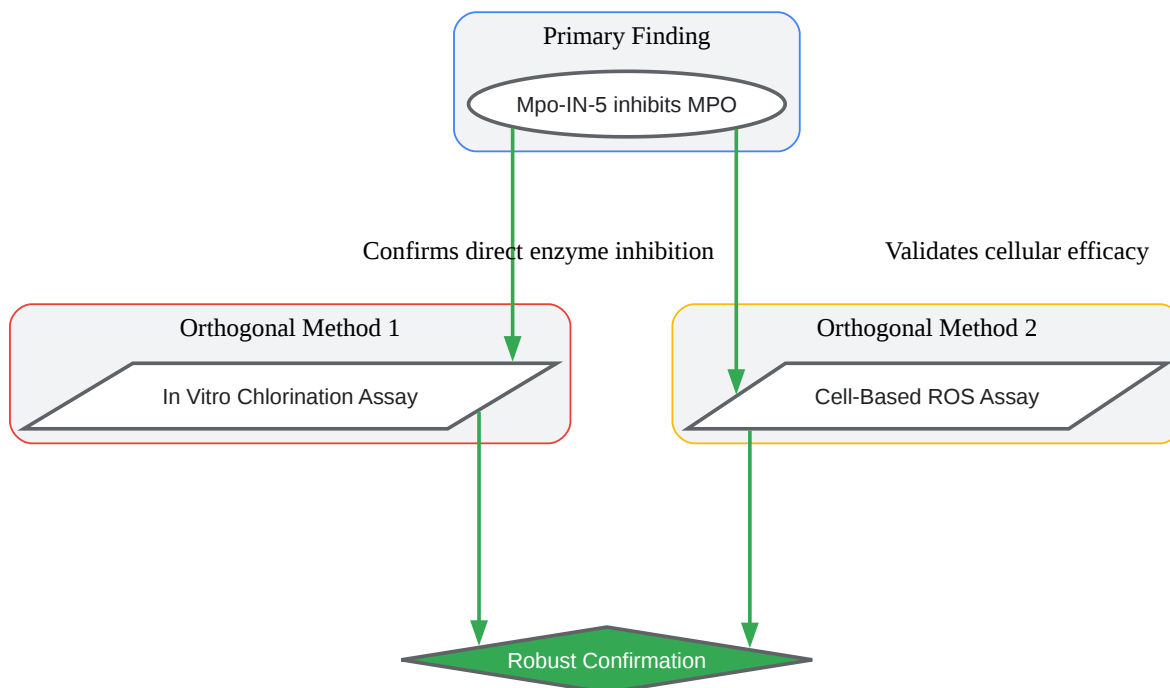 Primary Finding
Mpo-IN-5 inhibits MPO
Confirms direct enzyme inhibition
Validates cellular efficacy
Orthogonal Method 1
Orthogonal Method 2
In Vitro Chlorination Assay
Cell-Based ROS Assay
Robust Confirmation